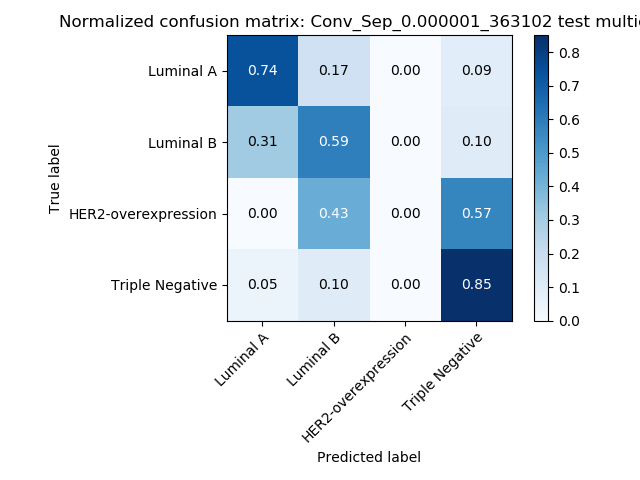 Normalized confusion matrix: Conv_Sep_0.000001_363102 test
True label
Luminal A 0.74 0.17 0.00 0.09
Luminal B 0.31 0.59 0.00 0.10
HER2-overexpression 0.00 0.43 0.00 0.57
Triple Negative 0.05 0.10 0.00 0.85
Luminal A
Luminal B
HER2-overexpression
Triple Negative
Predicted label
0.8
0.7
0.6
0.5
0.4
0.3
0.2
0.1
0.0